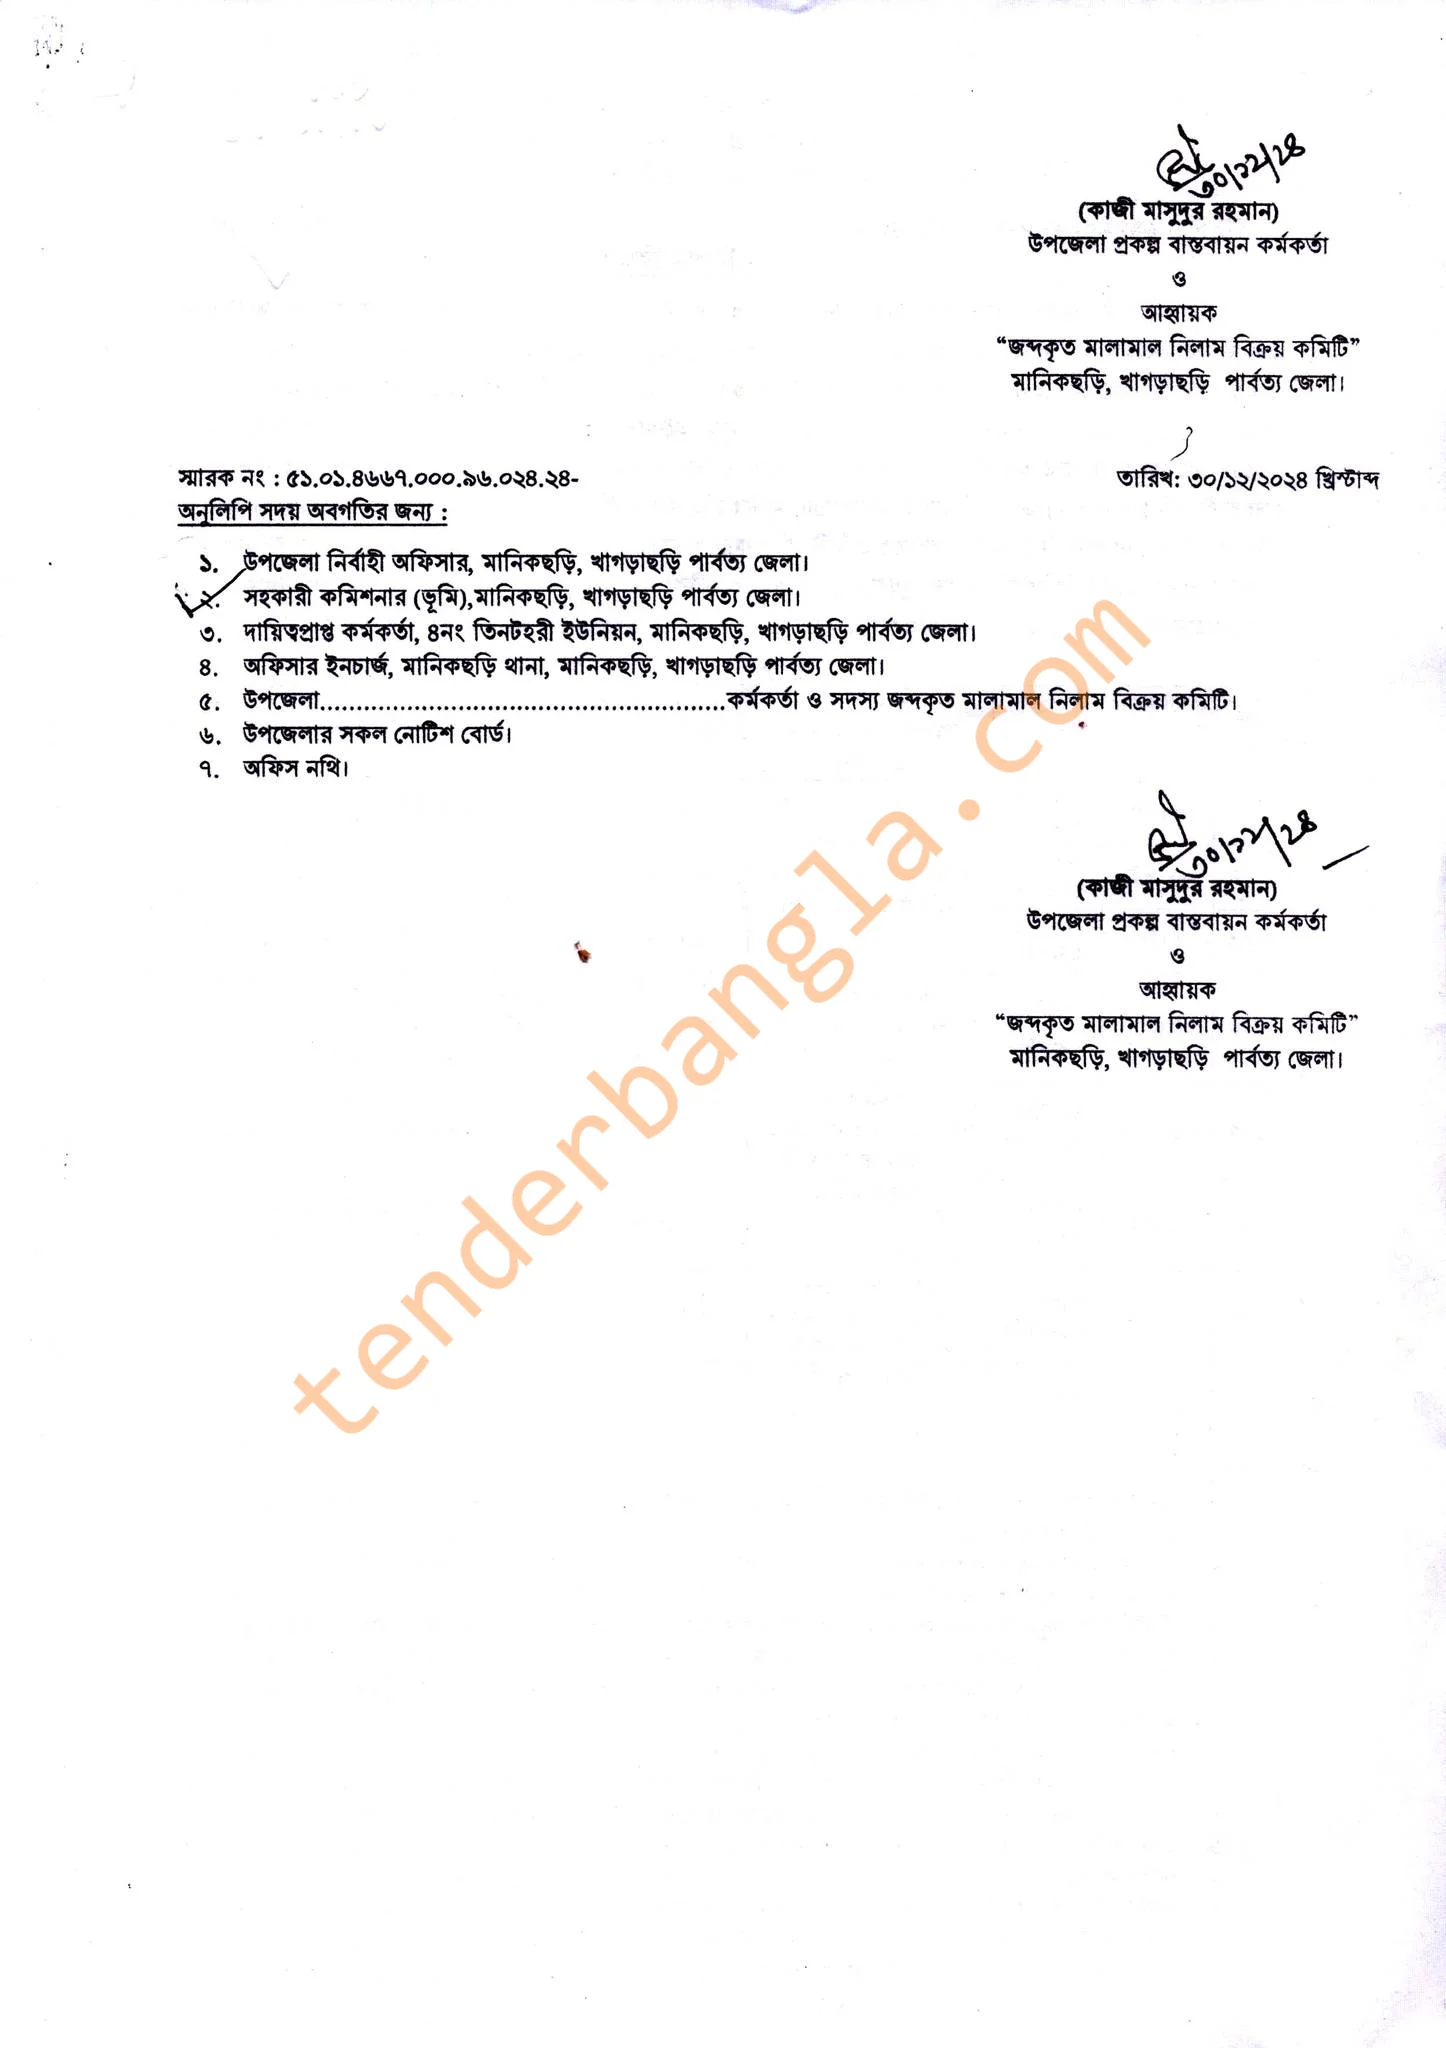 ৩০/১২/২৪
(কাজী মাসুদুর রহমান)
উপজেলা প্রকল্প বাস্তবায়ন কর্মকর্তা
ও
আহ্বায়ক
“জব্দকৃত মালামাল নিলাম বিক্রয় কমিটি”
মানিকছড়ি, খাগড়াছড়ি পার্বত্য জেলা।
স্মারক নং : ৫১.০১.৪৬৬৭.০০০.৯৬.০২৪.২৪- তারিখ: ৩০/১২/২০২৪ খ্রিস্টাব্দ
অনুলিপি সদয় অবগতির জন্য :
১. উপজেলা নির্বাহী অফিসার, মানিকছড়ি, খাগড়াছড়ি পার্বত্য জেলা।
২. সহকারী কমিশনার (ভূমি),মানিকছড়ি, খাগড়াছড়ি পার্বত্য জেলা।
৩. দায়িত্বপ্রাপ্ত কর্মকর্তা, ৪নং তিনটহরী ইউনিয়ন, মানিকছড়ি, খাগড়াছড়ি পার্বত্য জেলা।
৪. অফিসার ইনচার্জ, মানিকছড়ি থানা, মানিকছড়ি, খাগড়াছড়ি পার্বত্য জেলা।
৫. উপজেলা........................................................কর্মকর্তা ও সদস্য জব্দকৃত মালামাল নিলাম বিক্রয় কমিটি।
৬. উপজেলার সকল নোটিশ বোর্ড।
৭. অফিস নথি।
৩০/১২/২৪
(কাজী মাসুদুর রহমান)
উপজেলা প্রকল্প বাস্তবায়ন কর্মকর্তা
ও
আহ্বায়ক
“জব্দকৃত মালামাল নিলাম বিক্রয় কমিটি”
মানিকছড়ি, খাগড়াছড়ি পার্বত্য জেলা।
tenderbangla.com